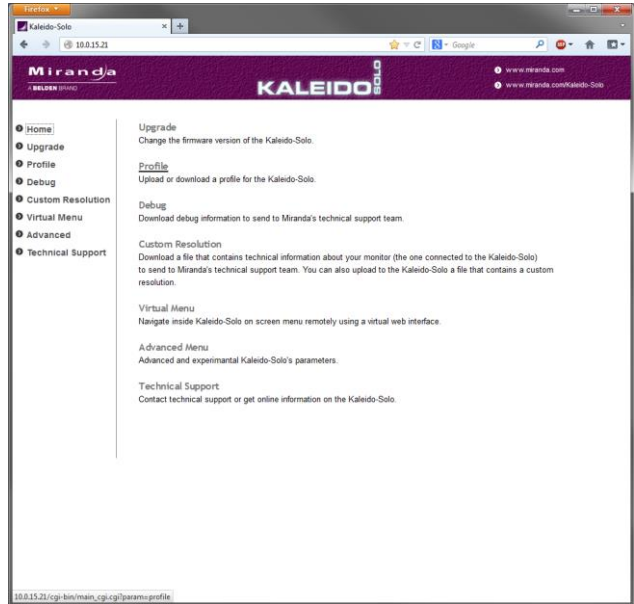 Firefox
Kaleido-Solo
10.0.15.21
Google
Miranda
A BELDEN BRAND
KALEIDO SOLO
www.miranda.com
www.miranda.com/Kaleido-Solo
Home
Upgrade
Profile
Debug
Custom Resolution
Virtual Menu
Advanced
Technical Support
Upgrade
Change the firmware version of the Kaleido-Solo.
Profile
Upload or download a profile for the Kaleido-Solo.
Debug
Download debug information to send to Miranda's technical support team.
Custom Resolution
Download a file that contains technical information about your monitor (the one connected to the Kaleido-Solo)
to send to Miranda's technical support team. You can also upload to the Kaleido-Solo a file that contains a custom
resolution.
Virtual Menu
Navigate inside Kaleido-Solo on screen menu remotely using a virtual web interface.
Advanced Menu
Advanced and experimantal Kaleido-Solo's parameters.
Technical Support
Contact technical support or get online information on the Kaleido-Solo.
10.0.15.21/cgi-bin/main_cgi.cgi?param=profile